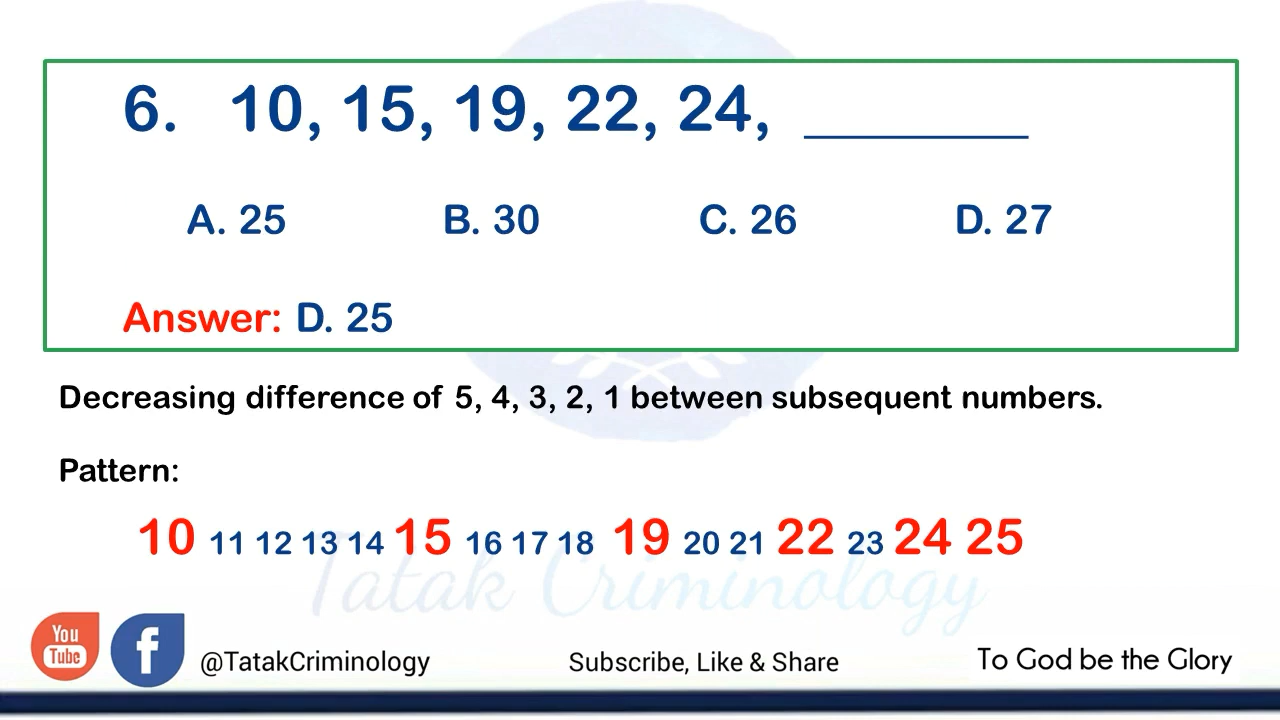 6. 10, 15, 19, 22, 24, ________
A. 25 B. 30 C. 26 D. 27
Answer: D. 25
Decreasing difference of 5, 4, 3, 2, 1 between subsequent numbers.
Pattern:
10 11 12 13 14 15 16 17 18 19 20 21 22 23 24 25
Tatak Criminology
You
Tube
f
@TatakCriminology Subscribe, Like & Share To God be the Glory